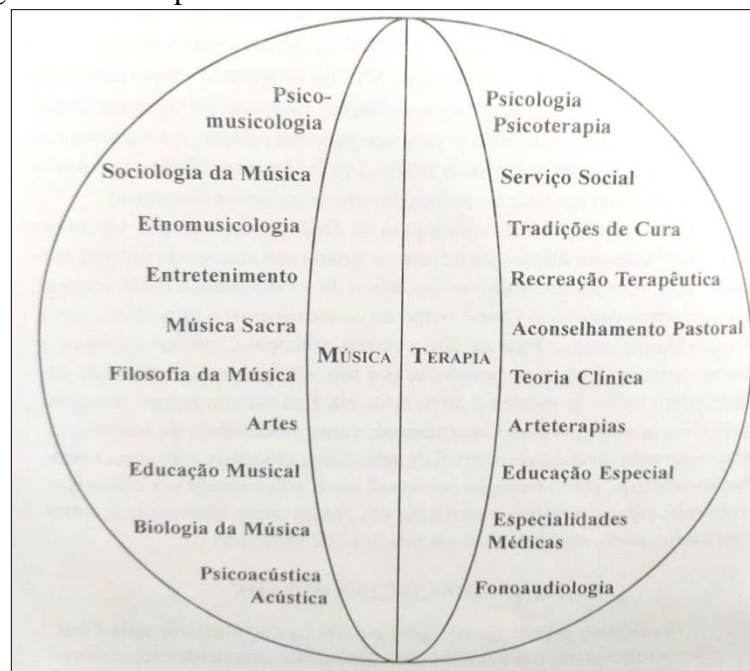 Psico-
musicologia
Psicologia
Psicoterapia
Sociologia da Música
Serviço Social
Etnomusicologia
Tradições de Cura
Entretenimento
Recreação Terapêutica
Música Sacra
Aconselhamento Pastoral
MÚSICA TERAPIA
Filosofia da Música
Teoria Clínica
Artes
Arteterapias
Educação Musical
Educação Especial
Biologia da Música
Especialidades
Médicas
Psicoacústica
Acústica
Fonoaudiologia